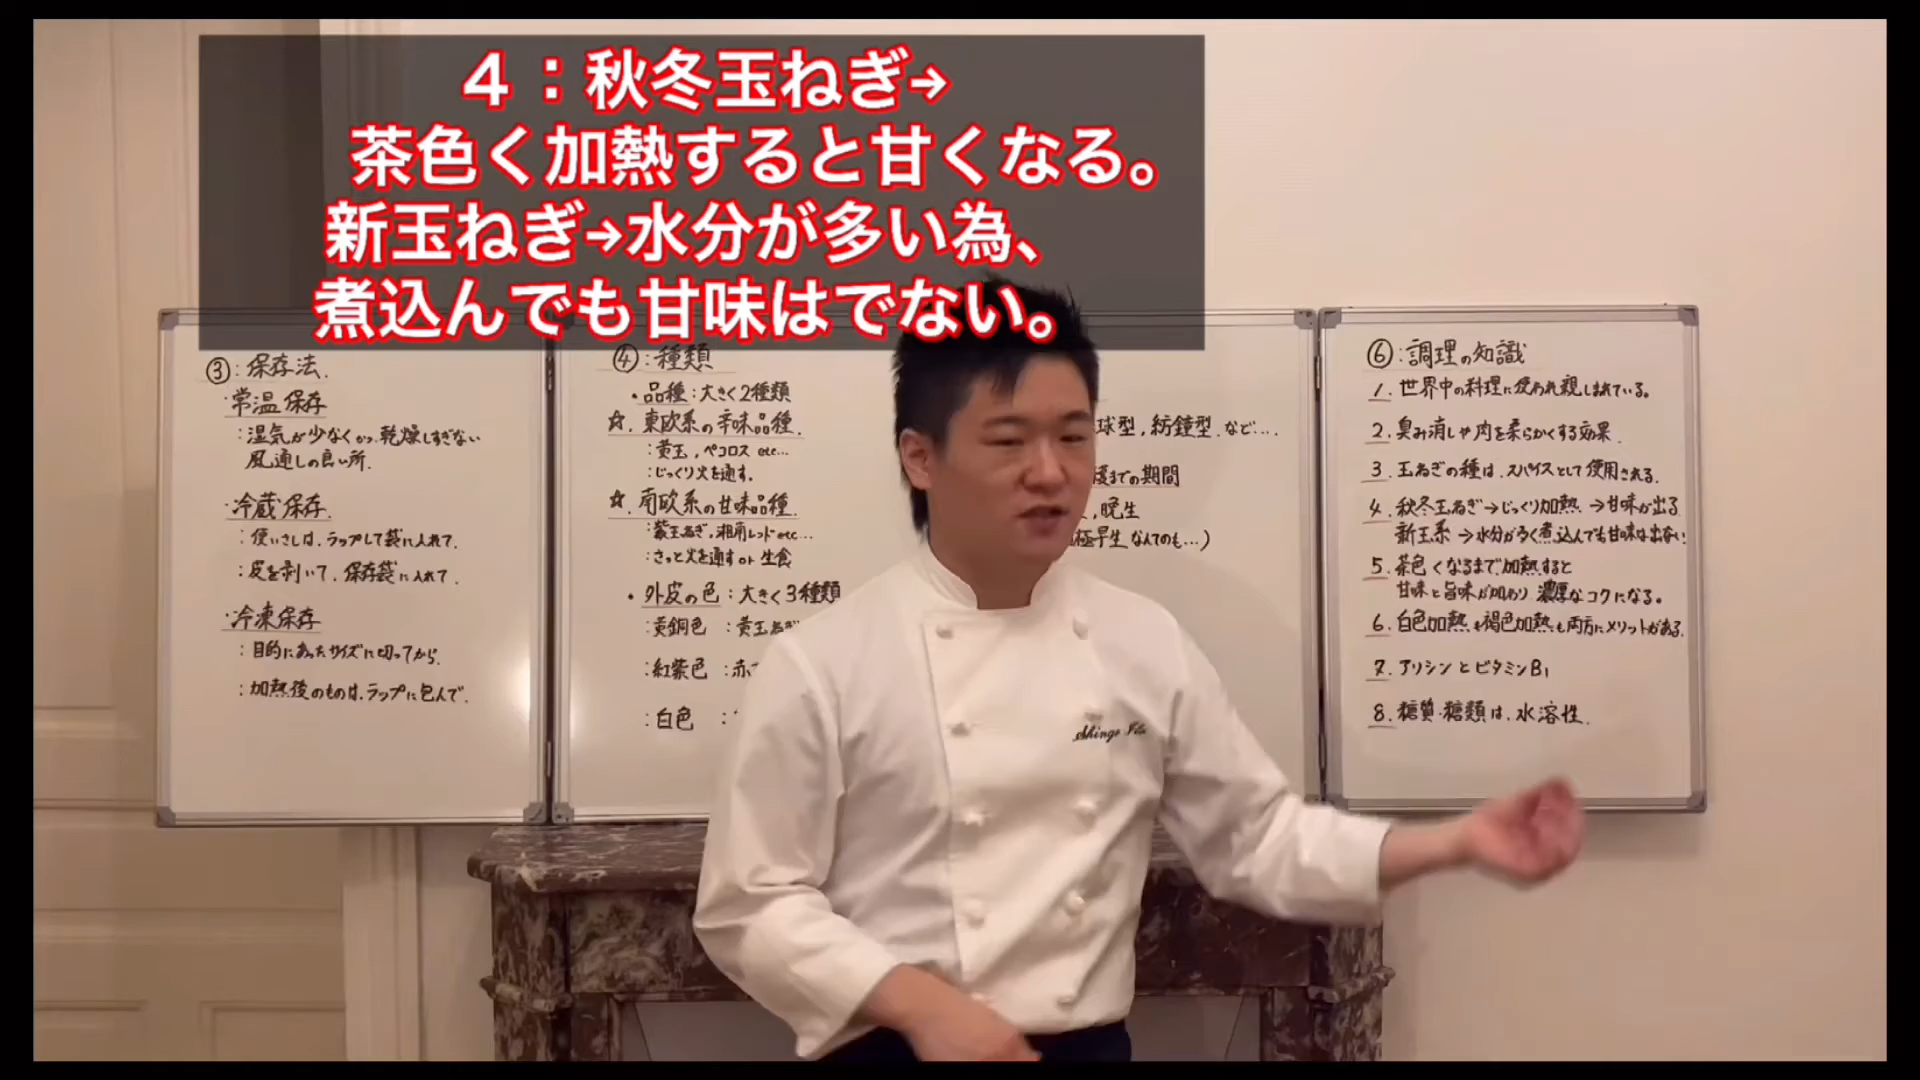 ４：秋冬玉ねぎ→
茶色く加熱すると甘くなる。
新玉ねぎ→水分が多い為、
煮込んでも甘味はでない。
③:保存法.
・常温保存
:湿気が少なくかつ、乾燥しすぎない
風通しの良い所.
・冷蔵保存.
:使いさしは、ラップして袋に入れて.
:皮を剥いて、保存袋に入れて.
・冷凍保存
:目的にあったサイズに切ってから.
:加熱後のものは、ラップに包んで.
④:種類
・品種:大きく2種類
☆.東欧系の辛味品種.
:黄玉,ペコロス etc...
:じっくり火を通す.
☆.南欧系の甘味品種.
:紫玉ねぎ,湘南レッド etc...
:さっと火を通す or 生食
・外皮の色:大きく3種類
:黄銅色 :黄玉ねぎ
:紅紫色 :赤
:白色 :
球型,紡錘型.など...
までの期間
,晩生
極早生なんてのも...)
⑥:調理の知識
1.世界中の料理に使われ親しまれている。
2.臭み消しや肉を柔らかくする効果.
3.玉ねぎの種は、スパイスとして使用される.
4.秋冬玉ねぎ→じっくり加熱→甘味が出る
新玉系→水分が多く煮込んでも甘味は出ない
5.茶色くなるまで加熱すると
甘味と旨味が加わり濃厚なコクになる。
6.白色加熱も褐色加熱も両方にメリットがある.
7.アリシンとビタミンB1
8.糖質・糖類は、水溶性.
Shingo